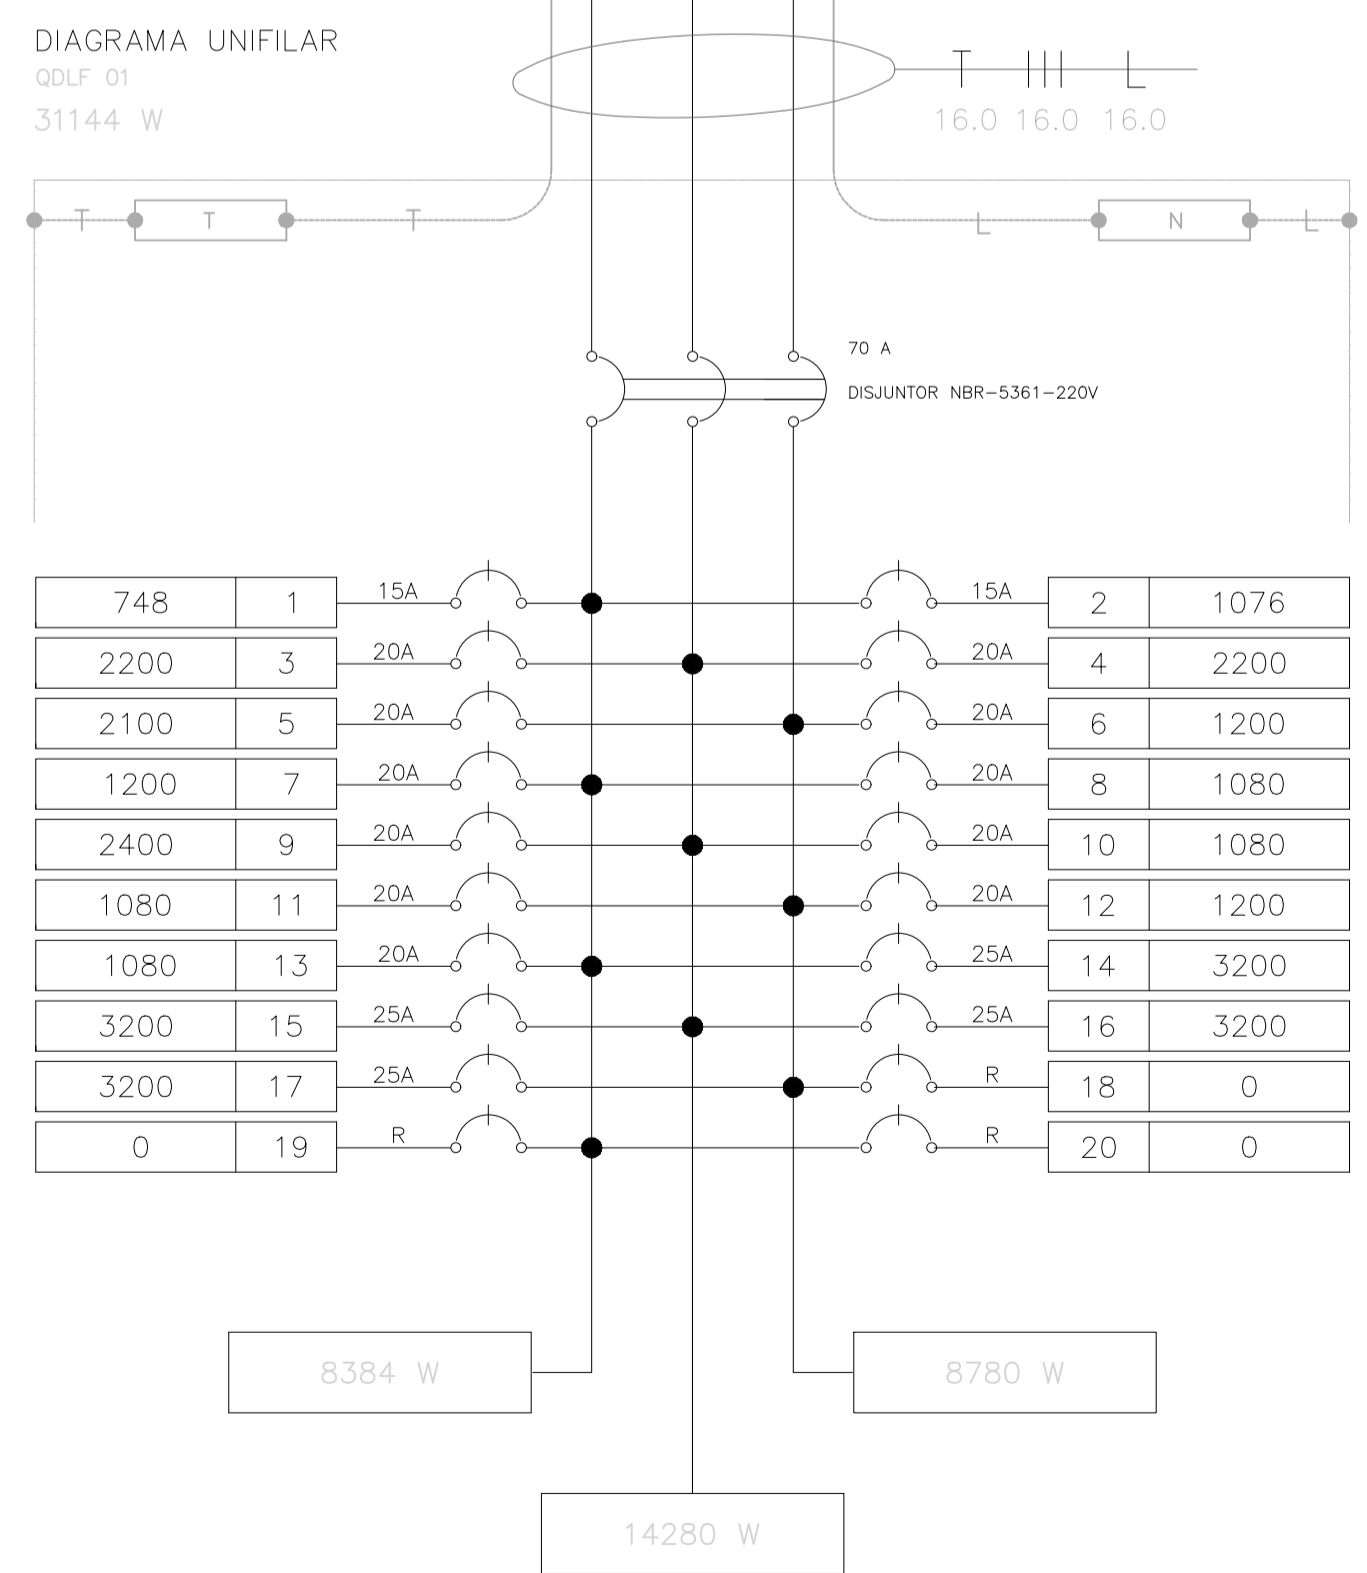 DIAGRAMA UNIFILAR
QDLF 01
31144 W
T III L
16.0 16.0 16.0
T T T L N L
70 A
DISJUNTOR NBR-5361-220V
748 1 15A 15A 2 1076
2200 3 20A 20A 4 2200
2100 5 20A 20A 6 1200
1200 7 20A 20A 8 1080
2400 9 20A 20A 10 1080
1080 11 20A 20A 12 1200
1080 13 20A 25A 14 3200
3200 15 25A 25A 16 3200
3200 17 25A R 18 0
0 19 R R 20 0
8384 W 8780 W
14280 W